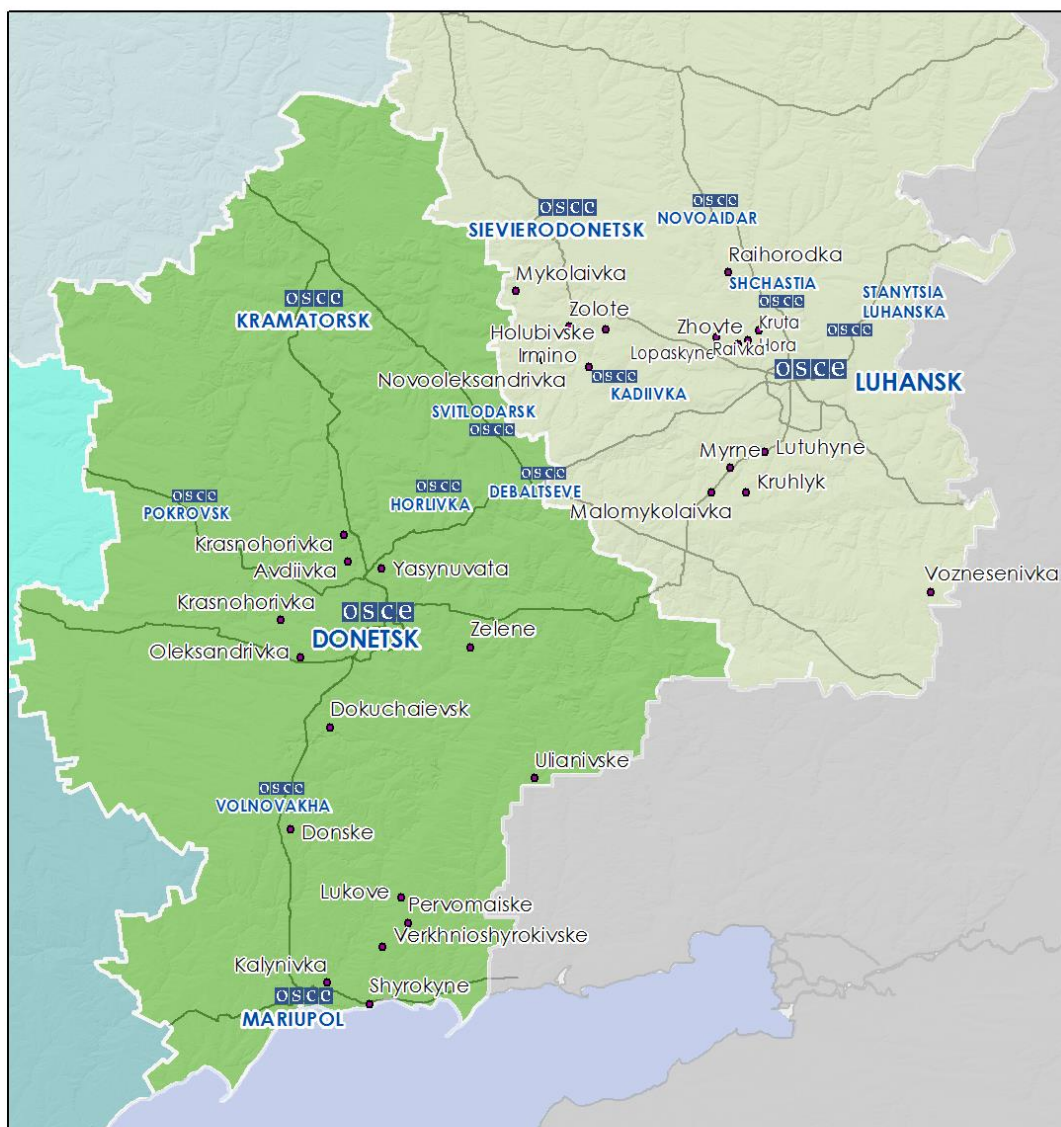 OSCE
NOVOAIDAR
OSCE
SIEVIERODONETSK
Raihorodka
SHCHASTIA
OSCE
STANYTSIA
LUHANSKA
OSCE
Mykolaivka
OSCE
KRAMATORSK
Zolote
Holubivske
Irmino
Zhovte
Kruta
Hora
Lopaskyne
Raivka
OSCE
LUHANSK
Novooleksandrivka
OSCE
KADIIVKA
SVITLODARSK
OSCE
Myrne
Lutuhyne
OSCE
DEBALTSEVE
OSCE
HORLIVKA
OSCE
POKROVSK
Malomykolaivka
Kruhlyk
Krasnohorivka
Avdiivka
Yasynuvata
Voznesenivka
Krasnohorivka
OSCE
DONETSK
Zelene
Oleksandrivka
Dokuchaievsk
Ulianivske
OSCE
VOLNOVAKHA
Donske
Lukove
Pervomaiske
Verkhnioshyrokivske
Kalynivka
Shyrokyne
OSCE
MARIUPOL